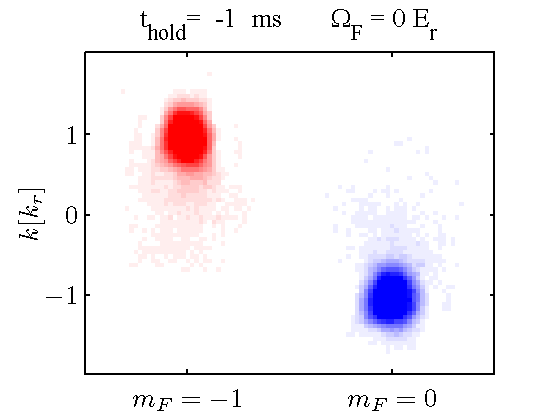 t_hold = -1 ms Ω_F = 0 E_r
1
0
−1
k[k_r]
m_F = −1 m_F = 0